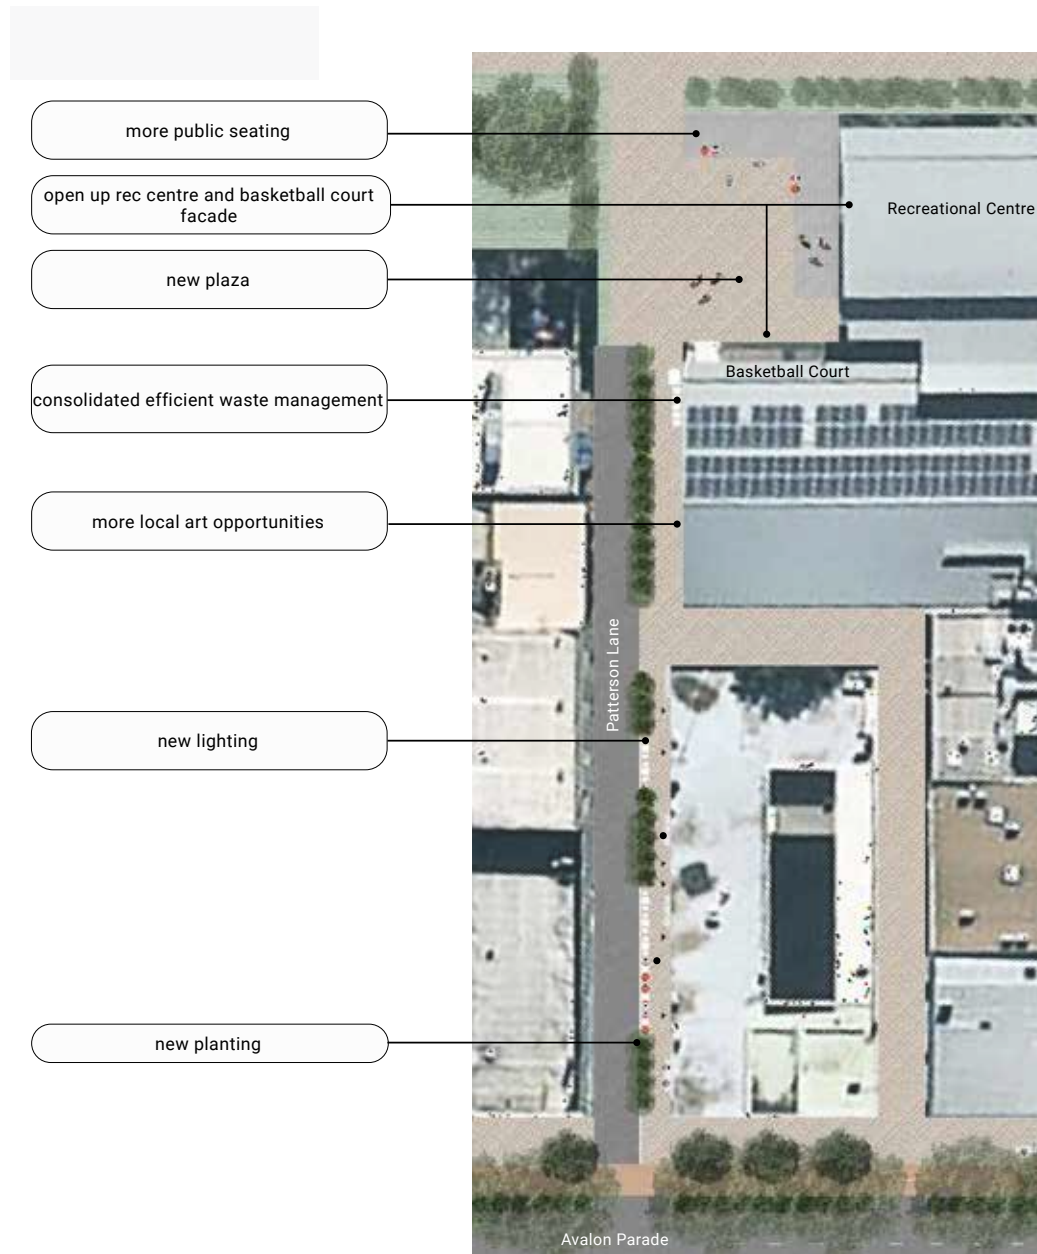 more public seating
open up rec centre and basketball court
facade
Recreational Centre
new plaza
Basketball Court
consolidated efficient waste management
more local art opportunities
Patterson Lane
new lighting
new planting
Avalon Parade